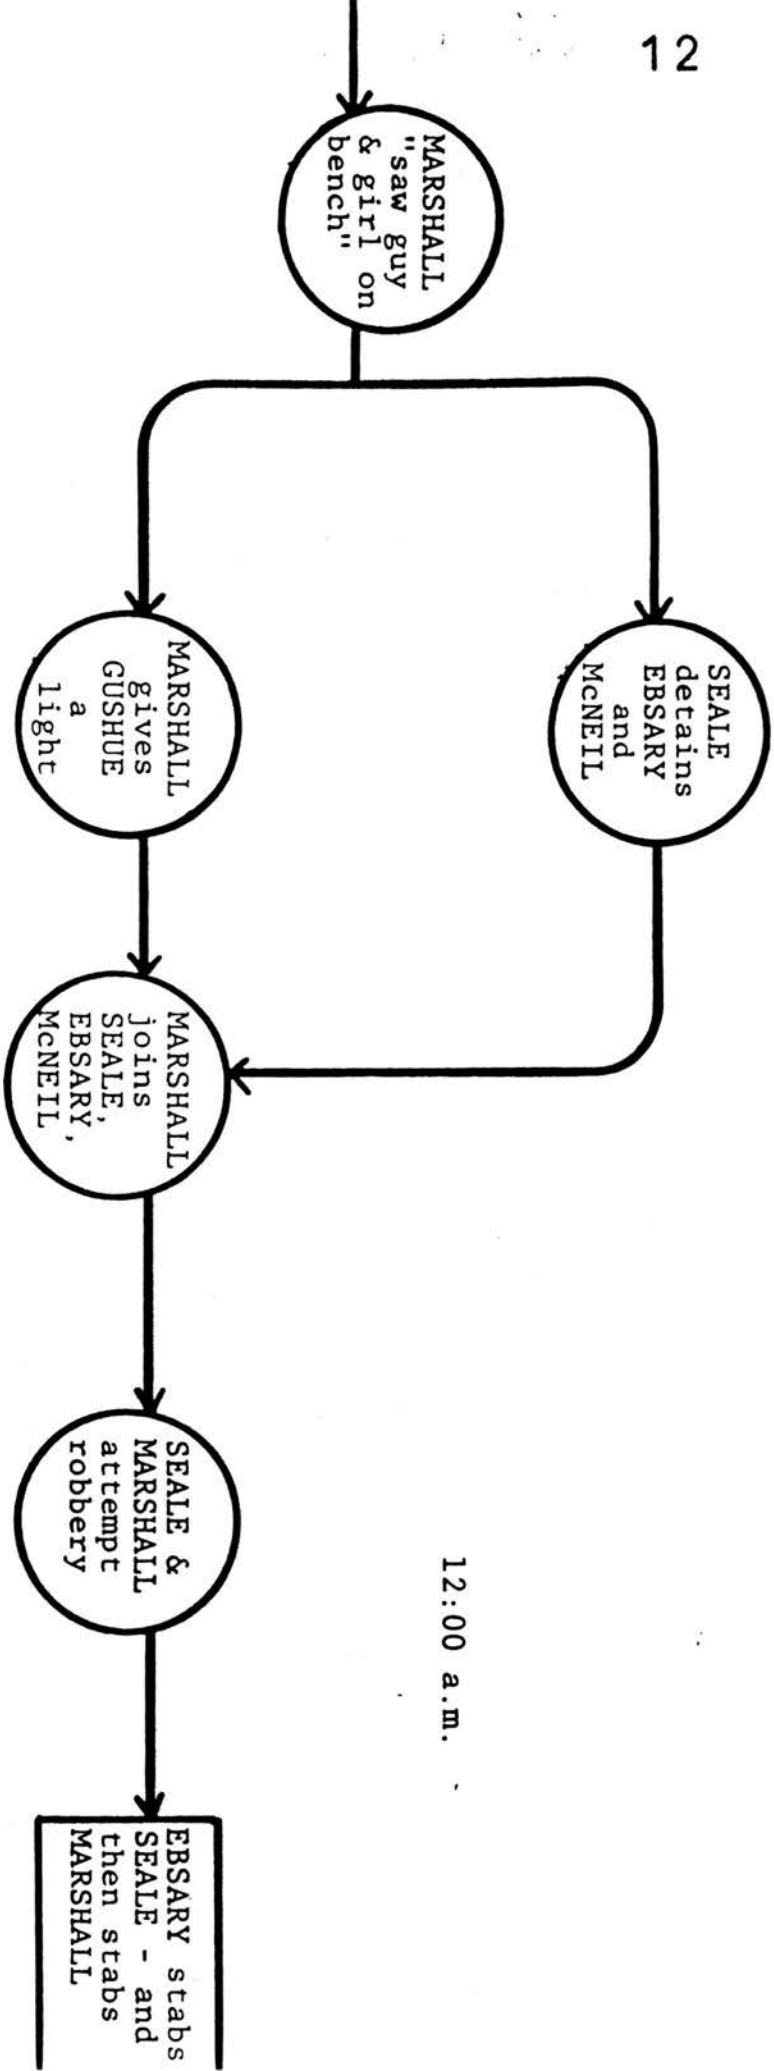 12
MARSHALL
"saw guy
& girl on
bench"
SEALE
detains
EBSARY
and
McNEIL
MARSHALL
gives
GUSHUE
a
light
MARSHALL
joins
SEALE,
EBSARY,
McNEIL
SEALE &
MARSHALL
attempt
robbery
12:00 a.m.
EBSARY stabs
SEALE - and
then stabs
MARSHALL